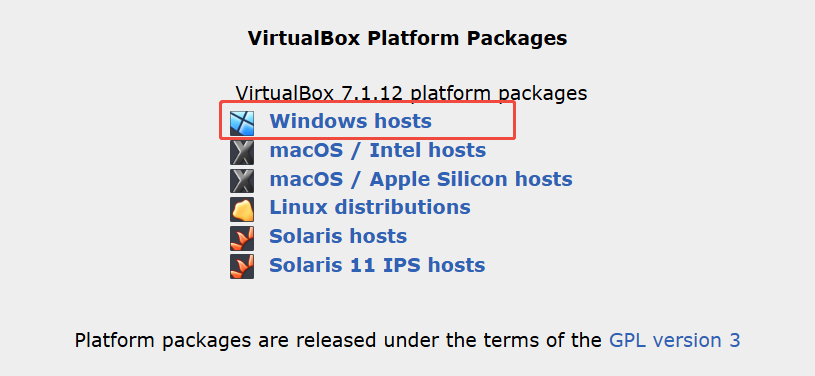 VirtualBox Platform Packages
VirtualBox 7.1.12 platform packages
Windows hosts
macOS / Intel hosts
macOS / Apple Silicon hosts
Linux distributions
Solaris hosts
Solaris 11 IPS hosts
Platform packages are released under the terms of the GPL version 3